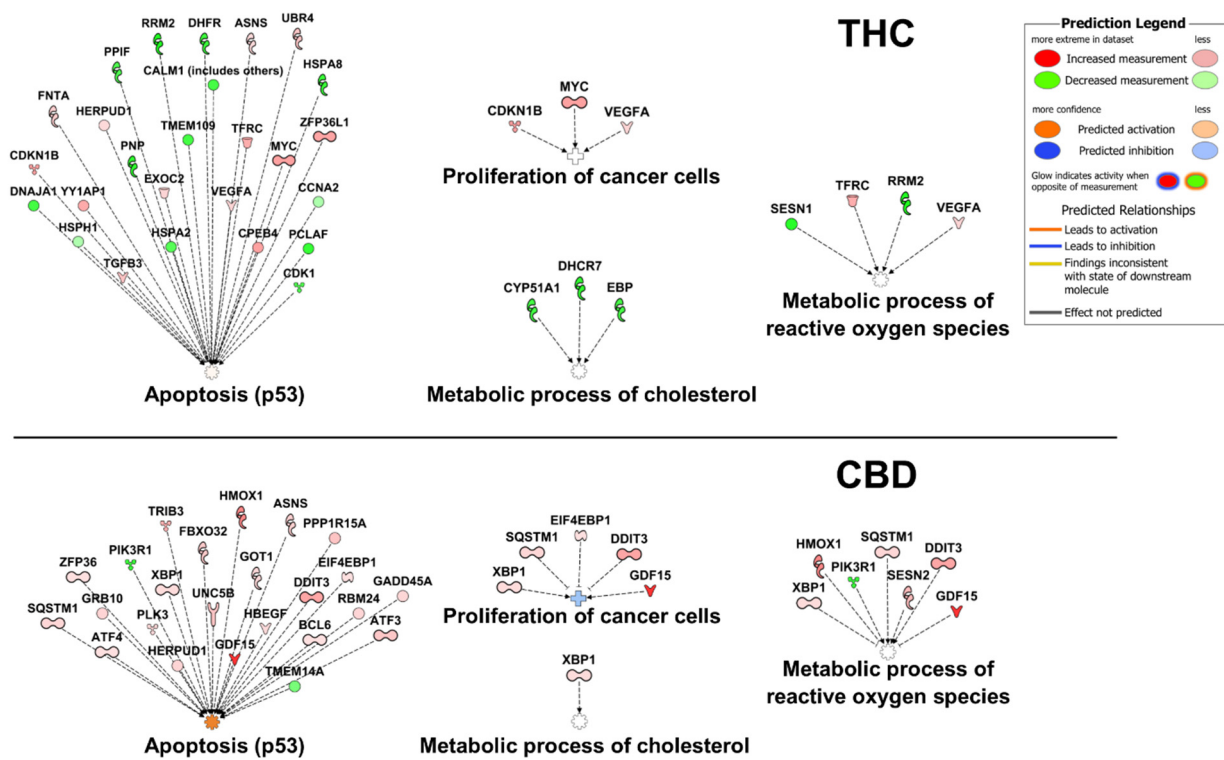 THC
RRM2
DHFR
ASNS
UBR4
PPIF
CALM1 (includes others)
HSPA8
FNTA
HERPUD1
TMEM109
TFRC
ZFP36L1
MYC
CDKN1B
PNP
EXOC2
VEGFA
CCNA2
DNAJA1
YY1AP1
HSPH1
HSPA2
CPEB4
PCLAF
TGFB3
CDK1
Apoptosis (p53)
MYC
CDKN1B
VEGFA
Proliferation of cancer cells
DHCR7
CYP51A1
EBP
Metabolic process of cholesterol
RRM2
TFRC
SESN1
VEGFA
Metabolic process of
reactive oxygen species
Prediction Legend
more extreme in dataset
less
Increased measurement
Decreased measurement
more confidence
less
Predicted activation
Predicted inhibition
Glow indicates activity when
opposite of measurement
Predicted Relationships
Leads to activation
Leads to inhibition
Findings inconsistent
with state of downstream
molecule
Effect not predicted
CBD
HMOX1
ASNS
TRIB3
FBXO32
PPP1R15A
PIK3R1
GOT1
EIF4EBP1
ZFP36
XBP1
DDIT3
GADD45A
GRB10
UNC5B
RBM24
SQSTM1
PLK3
HBEGF
BCL6
ATF3
ATF4
HERPUD1
GDF15
TMEM14A
Apoptosis (p53)
EIF4EBP1
SQSTM1
DDIT3
XBP1
GDF15
Proliferation of cancer cells
XBP1
Metabolic process of cholesterol
SQSTM1
HMOX1
DDIT3
PIK3R1
SESN2
XBP1
GDF15
Metabolic process of
reactive oxygen species